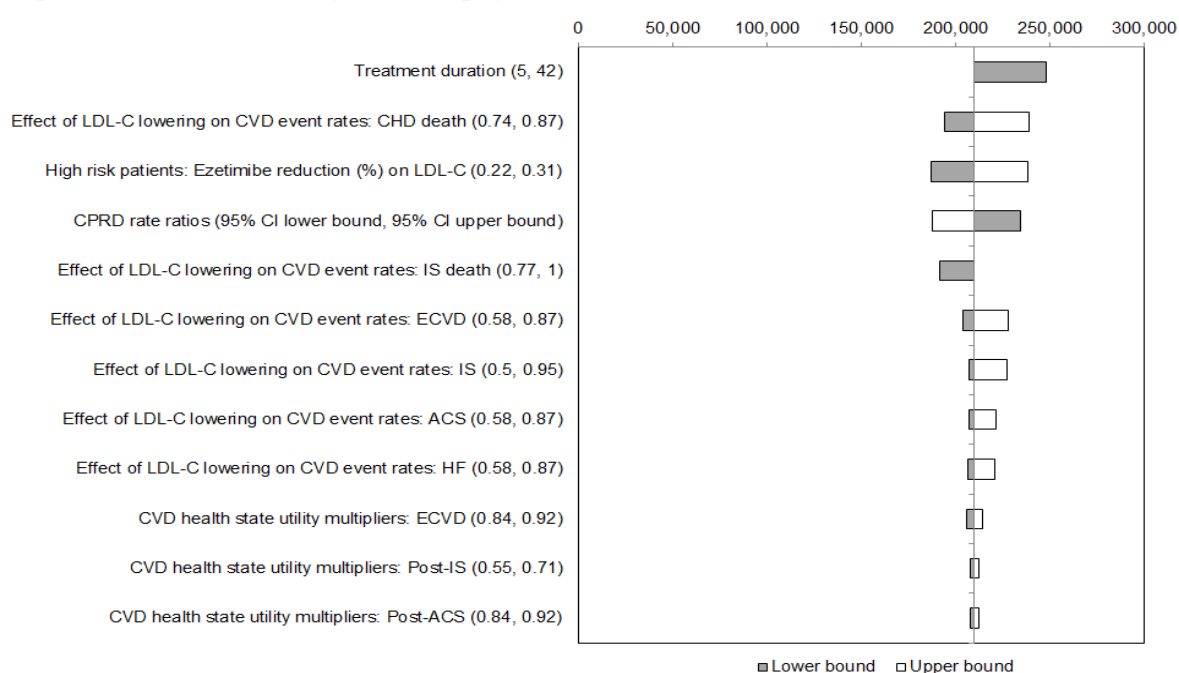 0 50,000 100,000 150,000 200,000 250,000 300,000
Treatment duration (5, 42)
Effect of LDL-C lowering on CVD event rates: CHD death (0.74, 0.87)
High risk patients: Ezetimibe reduction (%) on LDL-C (0.22, 0.31)
CPRD rate ratios (95% CI lower bound, 95% CI upper bound)
Effect of LDL-C lowering on CVD event rates: IS death (0.77, 1)
Effect of LDL-C lowering on CVD event rates: ECVD (0.58, 0.87)
Effect of LDL-C lowering on CVD event rates: IS (0.5, 0.95)
Effect of LDL-C lowering on CVD event rates: ACS (0.58, 0.87)
Effect of LDL-C lowering on CVD event rates: HF (0.58, 0.87)
CVD health state utility multipliers: ECVD (0.84, 0.92)
CVD health state utility multipliers: Post-IS (0.55, 0.71)
CVD health state utility multipliers: Post-ACS (0.84, 0.92)
Lower bound Upper bound